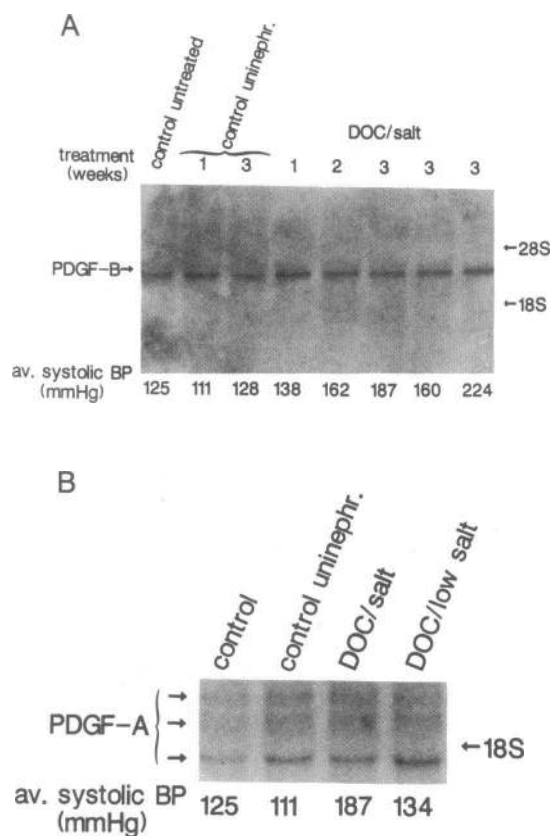 A
control untreated
control uninephr.
DOC/salt
treatment
(weeks)
1 3 1 2 3 3 3
←28S
PDGF-B→
←18S
av. systolic BP
(mmHg)
125 111 128 138 162 187 160 224
B
control
control uninephr.
DOC/salt
DOC/low salt
PDGF-A
←18S
av. systolic BP
(mmHg)
125 111 187 134